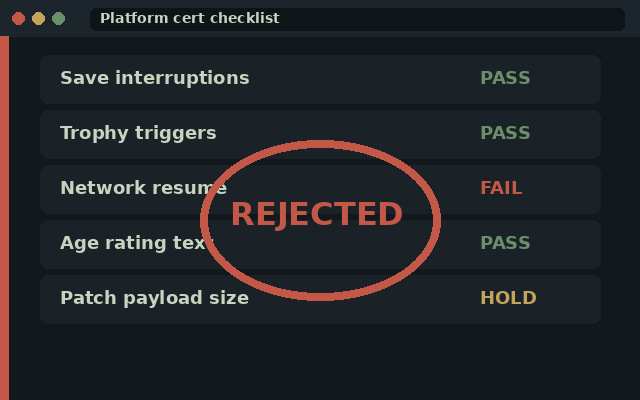 Platform cert checklist
Save interruptions PASS
Trophy triggers PASS
Network resume FAIL
REJECTED
Age rating text PASS
Patch payload size HOLD